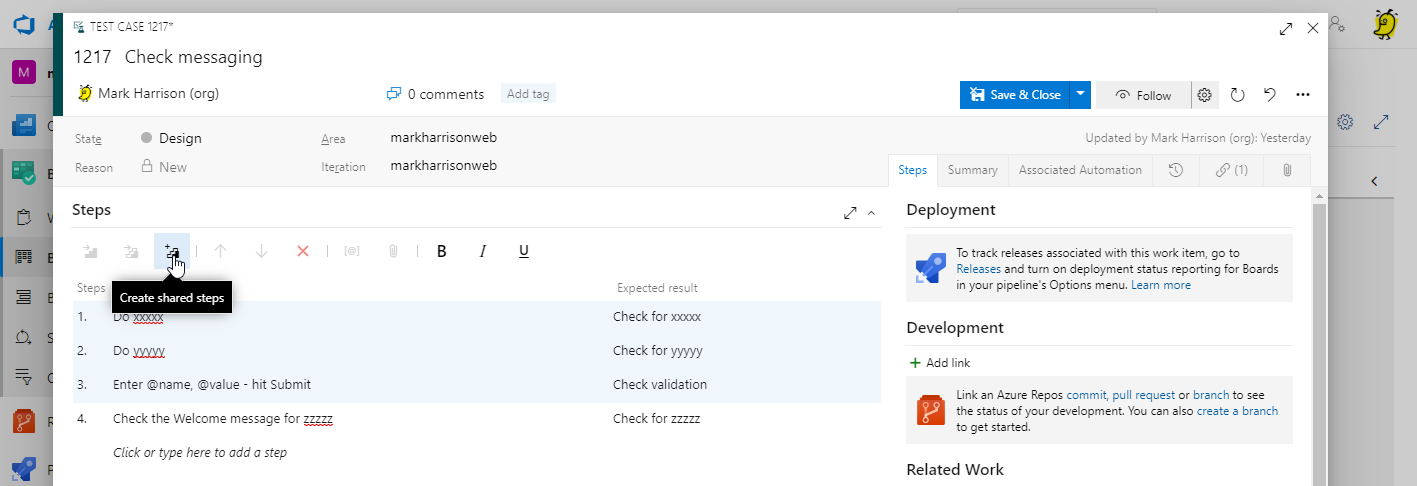 TEST CASE 1217*
1217 Check messaging
Mark Harrison (org)
0 comments
Add tag
Save & Close
Follow
State
Design
Area
markharrisonweb
Updated by Mark Harrison (org): Yesterday
Reason
New
Iteration
markharrisonweb
Steps
Summary
Associated Automation
(1)
Steps
[@]
B
I
U
Create shared steps
Steps
Expected result
1. Do xxxxx
Check for xxxxx
2. Do yyyyy
Check for yyyyy
3. Enter @name, @value - hit Submit
Check validation
4. Check the Welcome message for zzzzz
Check for zzzzz
Click or type here to add a step
Deployment
To track releases associated with this work item, go to
Releases and turn on deployment status reporting for Boards
in your pipeline's Options menu. Learn more
Development
Add link
Link an Azure Repos commit, pull request or branch to see
the status of your development. You can also create a branch
to get started.
Related Work
M